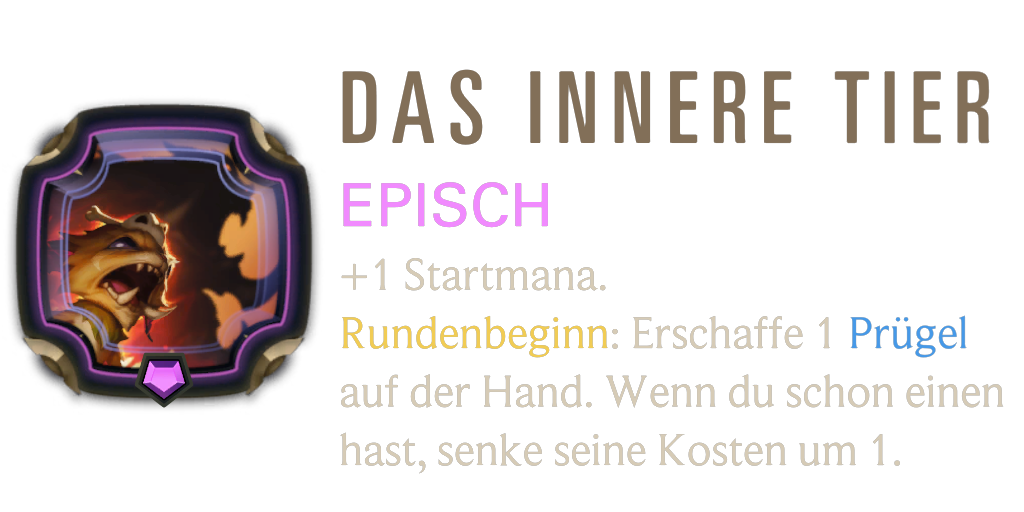 DAS INNERE TIER
EPISCH
+1 Startmana.
Rundenbeginn: Erschaffe 1 Prügel
auf der Hand. Wenn du schon einen
hast, senke seine Kosten um 1.